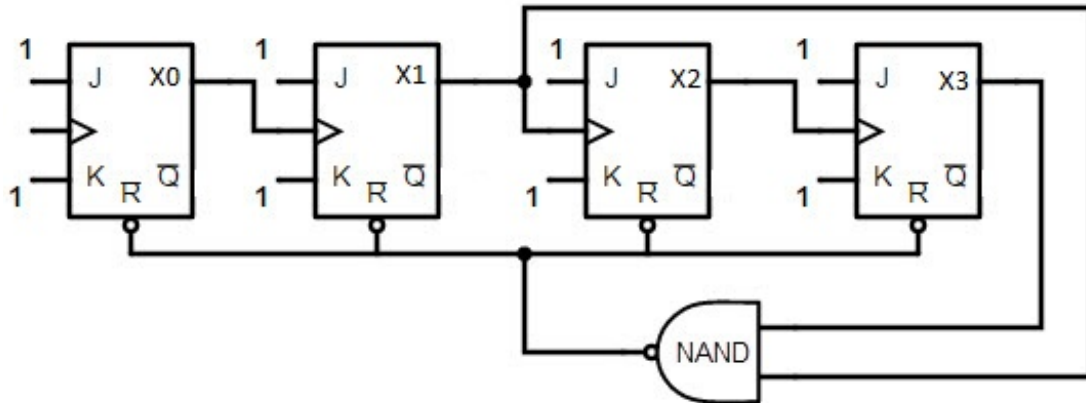 1 1 1 1
J X0 J X1 J X2 J X3
K R̅ Q̅ K R̅ Q̅ K R̅ Q̅ K R̅ Q̅
1 1 1 1
NAND